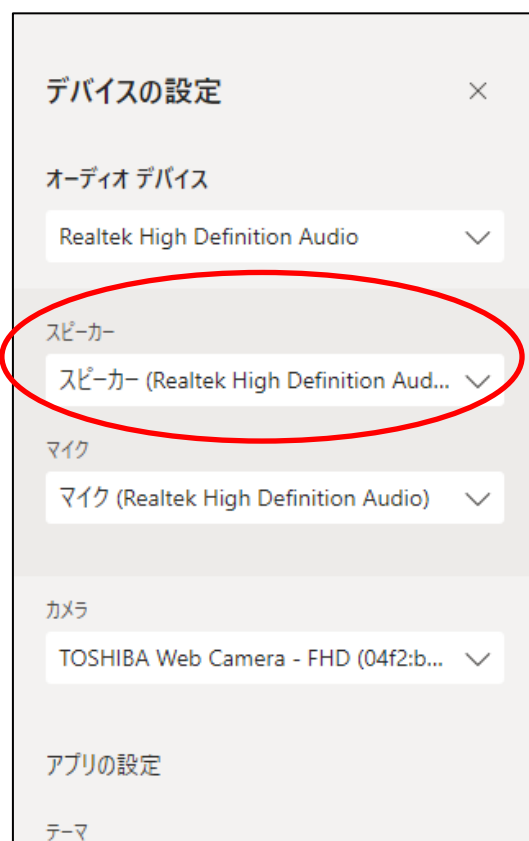 デバイスの設定
オーディオ デバイス
Realtek High Definition Audio
スピーカー
スピーカー (Realtek High Definition Aud...
マイク
マイク (Realtek High Definition Audio)
カメラ
TOSHIBA Web Camera - FHD (04f2:b...
アプリの設定
テーマ